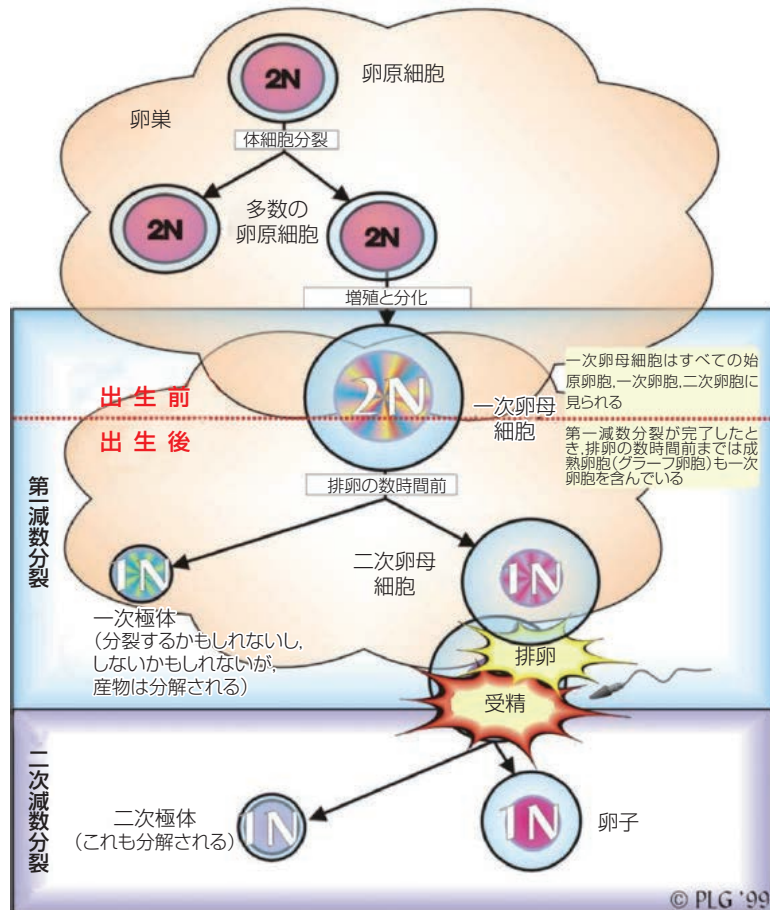 2N
卵原細胞
卵巣
体細胞分裂
2N
多数の
卵原細胞
2N
増殖と分化
2N
一次卵母細胞はすべての始
原卵胞，一次卵胞，二次卵胞に
見られる
出生前
一次卵母
細胞
出生後
第一減数分裂が完了したと
き，排卵の数時間前までは成
熟卵胞（グラーフ卵胞）も一次
卵胞を含んでいる
排卵の数時間前
第一減数分裂
1N
二次卵母
細胞
1N
一次極体
（分裂するかもしれないし，
しないかもしれないが，
産物は分解される）
排卵
受精
二次減数分裂
二次極体
（これも分解される）
1N
1N
卵子
© PLG '99